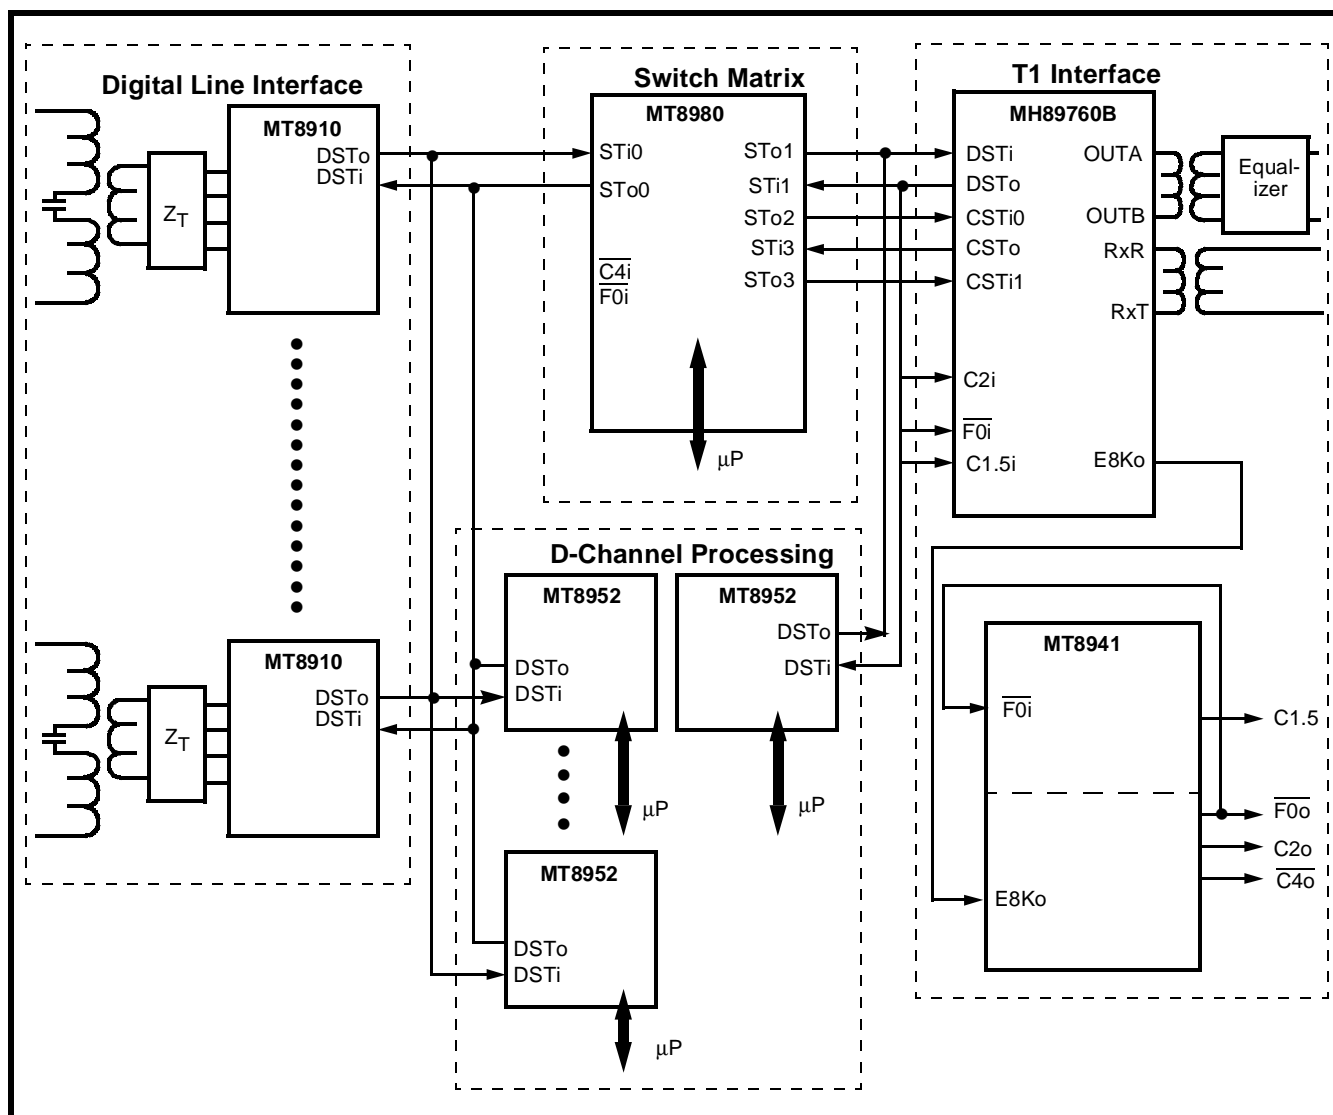 Digital Line Interface
MT8910
DSTo
DSTi
ZT
MT8910
DSTo
DSTi
ZT
Switch Matrix
MT8980
STi0
STo0
C4i
F0i
STo1
STi1
STo2
STi3
STo3
µP
D-Channel Processing
MT8952
DSTo
DSTi
µP
MT8952
DSTo
DSTi
µP
MT8952
DSTo
DSTi
µP
T1 Interface
MH89760B
DSTi
DSTo
CSTi0
CSTo
CSTi1
C2i
F0i
C1.5i
OUTA
OUTB
RxR
RxT
E8Ko
Equal-
izer
MT8941
F0i
E8Ko
C1.5
F0o
C2o
C4o